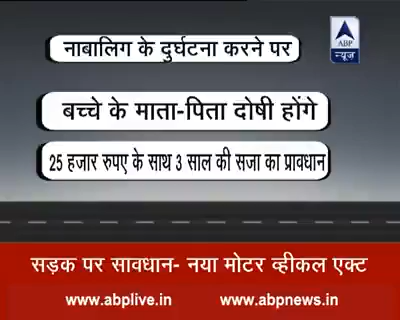 नाबालिग के दुर्घटना करने पर
abp
न्यूज़
बच्चे के माता-पिता दोषी होंगे
25 हजार रुपए के साथ 3 साल की सजा का प्रावधान
सड़क पर सावधान- नया मोटर व्हीकल एक्ट
www.abplive.in www.abpnews.in